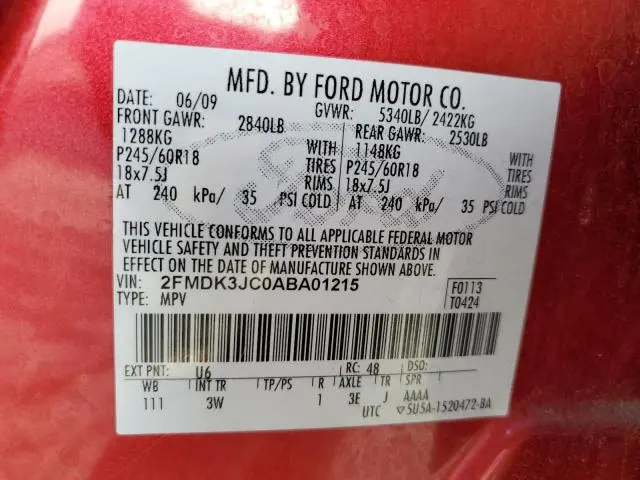 MFD. BY FORD MOTOR CO.
DATE: 06/09 GVWR: 5340LB/ 2422KG
FRONT GAWR: 2840LB REAR GAWR: 2530LB
1288KG WITH 1148KG WITH
P245/60R18 TIRES P245/60R18 TIRES
18x7.5J RIMS 18x7.5J RIMS
AT 240 kPa/ 35 PSI COLD AT 240 kPa/ 35 PSI COLD
Ford
THIS VEHICLE CONFORMS TO ALL APPLICABLE FEDERAL MOTOR
VEHICLE SAFETY AND THEFT PREVENTION STANDARDS IN
EFFECT ON THE DATE OF MANUFACTURE SHOWN ABOVE.
VIN: 2FMDK3JC0ABA01215 F0113
TYPE: MPV T0424
EXT PNT: U6 RC: 48 DSO:
WB INT TR TP/PS R AXLE TR SPR
111 3W 1 3E J AAAA
UTC ▽5U5A-1520472-BA